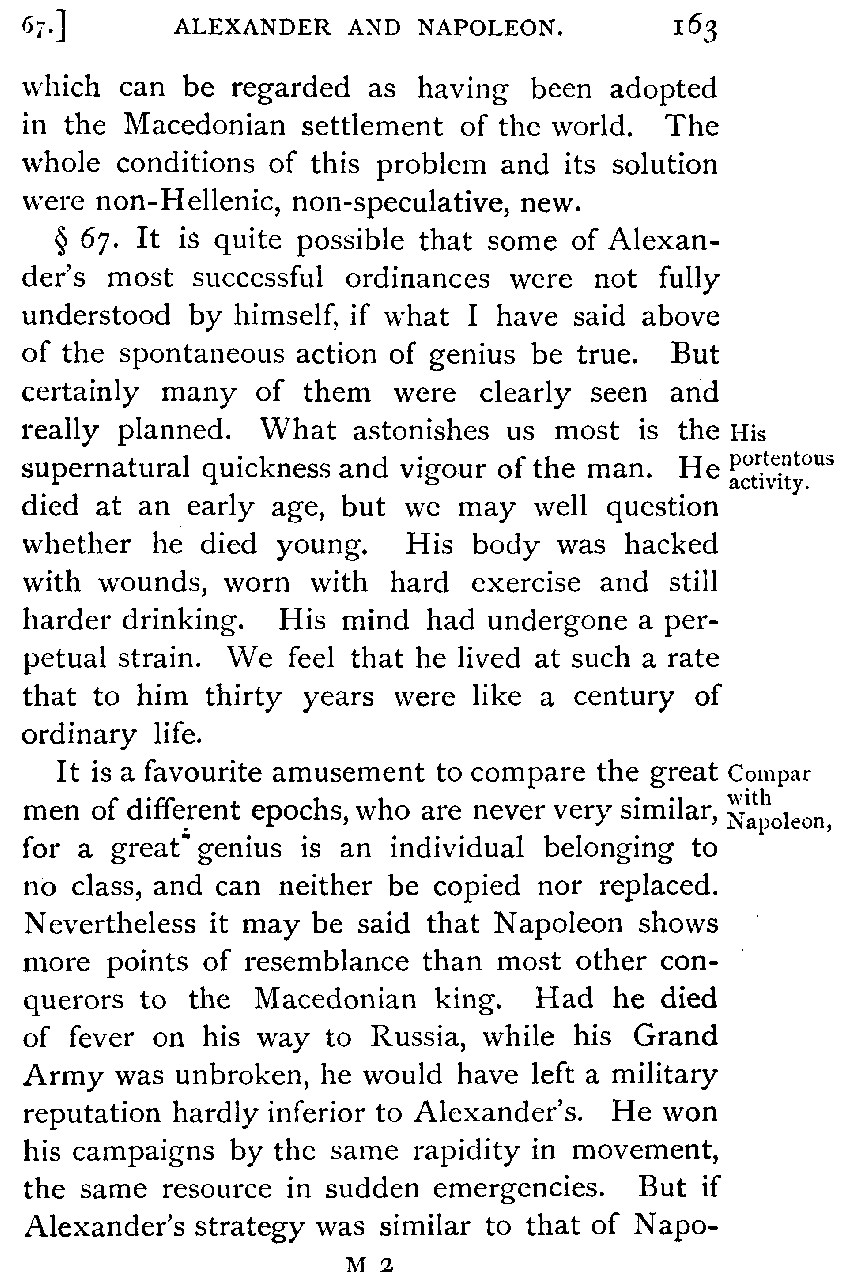 67.] ALEXANDER AND NAPOLEON. 163
which can be regarded as having been adopted
in the Macedonian settlement of the world. The
whole conditions of this problem and its solution
were non-Hellenic, non-speculative, new.
§ 67. It is quite possible that some of Alexan-
der's most successful ordinances were not fully
understood by himself, if what I have said above
of the spontaneous action of genius be true. But
certainly many of them were clearly seen and
really planned. What astonishes us most is the
His
supernatural quickness and vigour of the man. He
portentous
activity.
died at an early age, but we may well question
whether he died young. His body was hacked
with wounds, worn with hard exercise and still
harder drinking. His mind had undergone a per-
petual strain. We feel that he lived at such a rate
that to him thirty years were like a century of
ordinary life.
It is a favourite amusement to compare the great
Compar
men of different epochs, who are never very similar,
with
Napoleon,
for a great genius is an individual belonging to
no class, and can neither be copied nor replaced.
Nevertheless it may be said that Napoleon shows
more points of resemblance than most other con-
querors to the Macedonian king. Had he died
of fever on his way to Russia, while his Grand
Army was unbroken, he would have left a military
reputation hardly inferior to Alexander's. He won
his campaigns by the same rapidity in movement,
the same resource in sudden emergencies. But if
Alexander's strategy was similar to that of Napo-
M 2